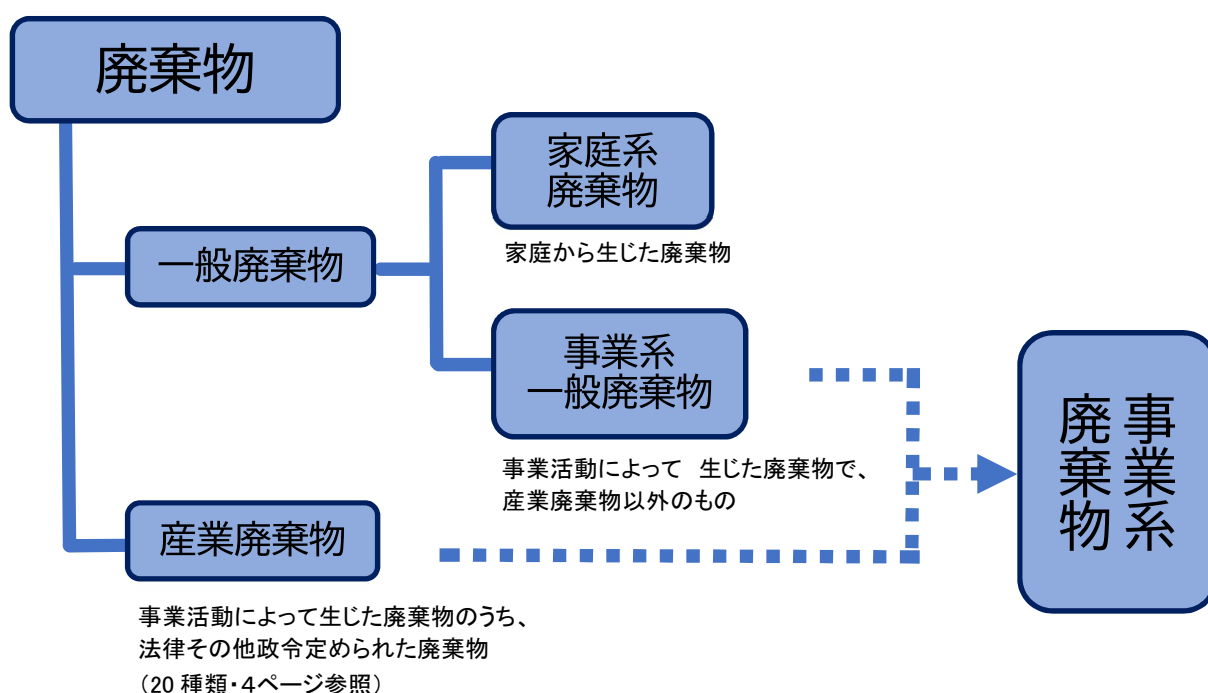 廃棄物
家庭系
廃棄物
家庭から生じた廃棄物
一般廃棄物
事業系
一般廃棄物
事業活動によって　生じた廃棄物で、
産業廃棄物以外のもの
事業系
廃棄物
産業廃棄物
事業活動によって生じた廃棄物のうち、
法律その他政令定められた廃棄物
（20 種類・４ページ参照）